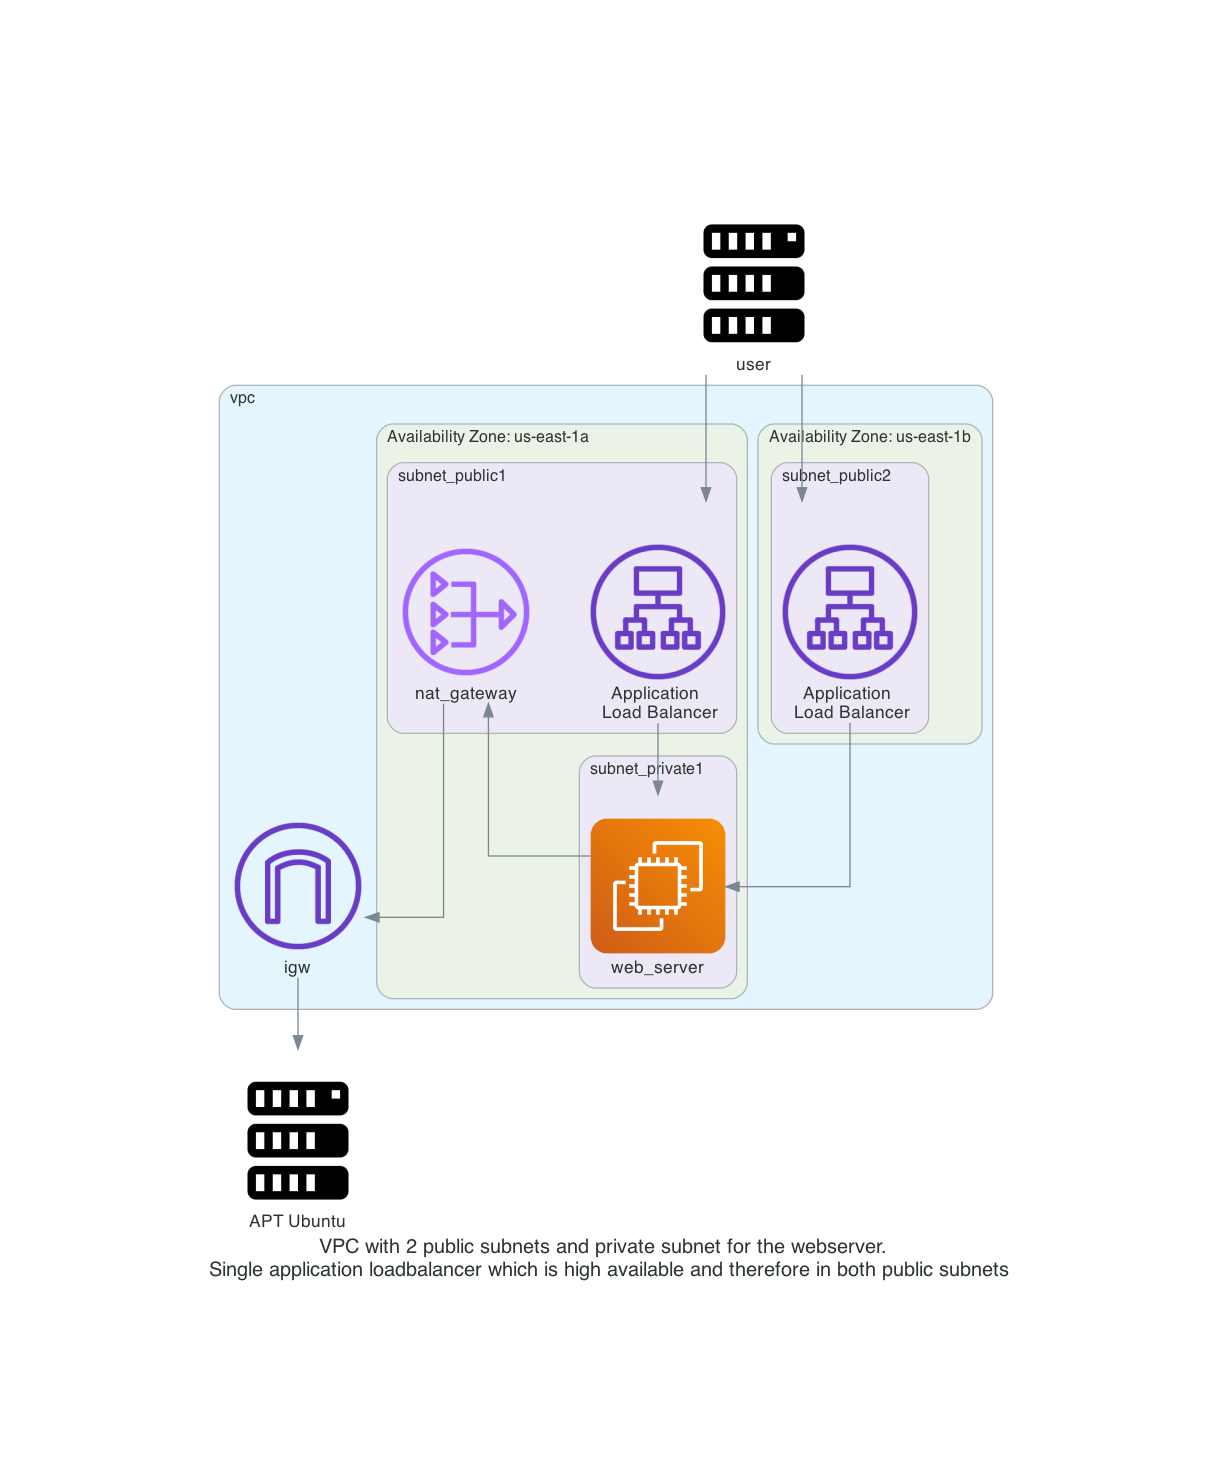 user
vpc
Availability Zone: us-east-1a
Availability Zone: us-east-1b
subnet_public1
subnet_public2
nat_gateway
Application
Load Balancer
Application
Load Balancer
subnet_private1
igw
web_server
APT Ubuntu
VPC with 2 public subnets and private subnet for the webserver.
Single application loadbalancer which is high available and therefore in both public subnets